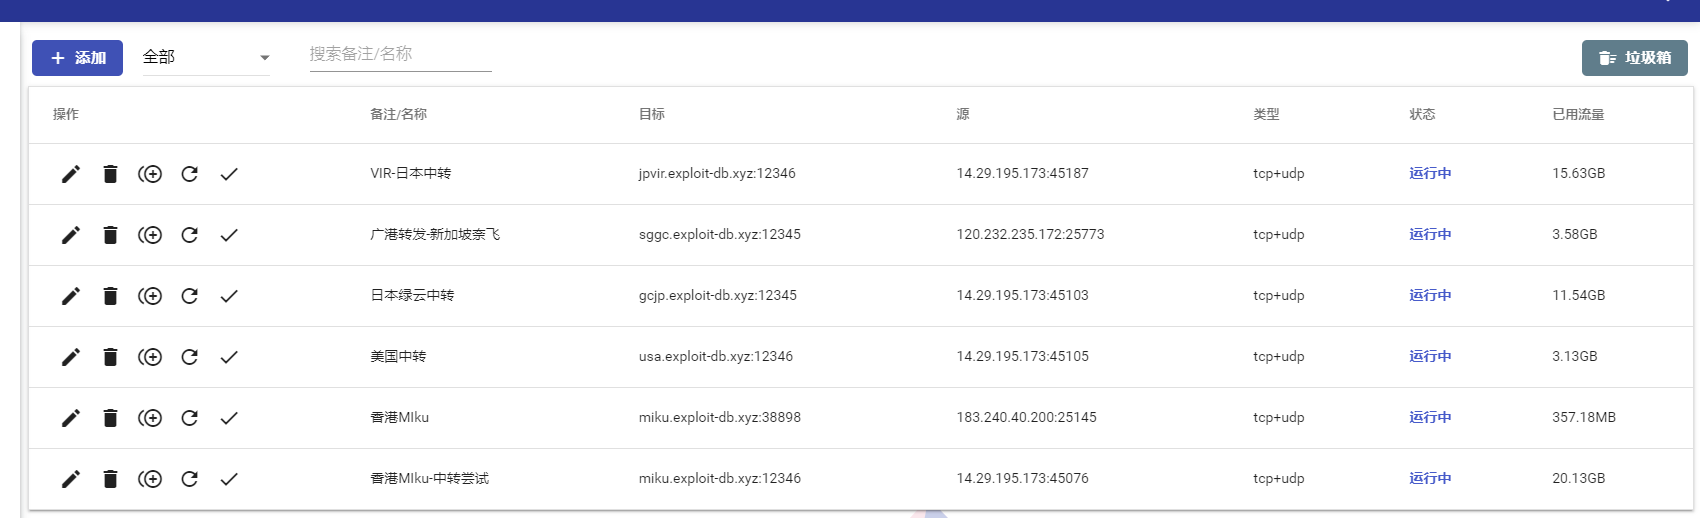 添加 全部 搜索备注/名称 垃圾箱
操作 备注/名称 目标 源 类型 状态 已用流量
VIR-日本中转 jpvir.exploit-db.xyz:12346 14.29.195.173:45187 tcp+udp 运行中 15.63GB
广港转发-新加坡奈飞 sggc.exploit-db.xyz:12345 120.232.235.172:25773 tcp+udp 运行中 3.58GB
日本绿云中转 gcjp.exploit-db.xyz:12345 14.29.195.173:45103 tcp+udp 运行中 11.54GB
美国中转 usa.exploit-db.xyz:12346 14.29.195.173:45105 tcp+udp 运行中 3.13GB
香港MIku miku.exploit-db.xyz:38898 183.240.40.200:25145 tcp+udp 运行中 357.18MB
香港MIku-中转尝试 miku.exploit-db.xyz:12346 14.29.195.173:45076 tcp+udp 运行中 20.13GB